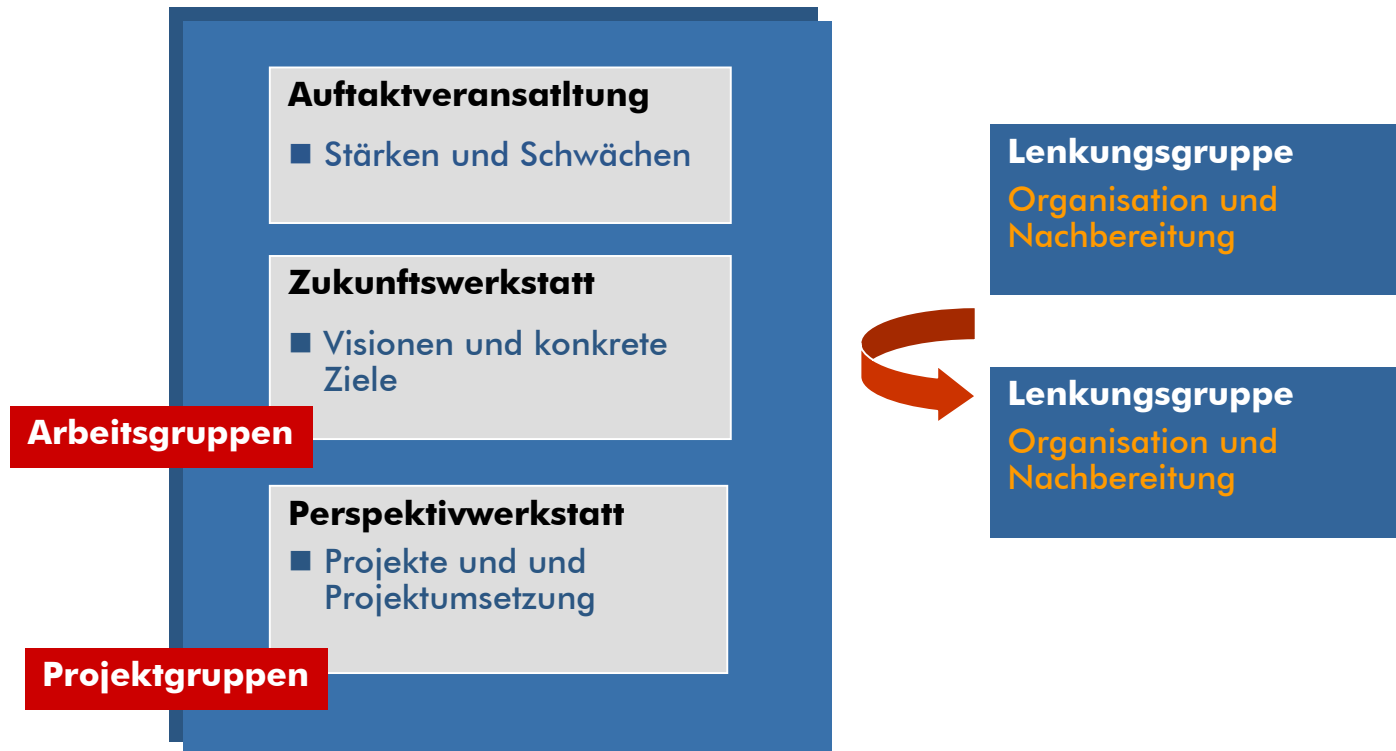 Auftaktveransatltung
■ Stärken und Schwächen
Zukunftswerkstatt
■ Visionen und konkrete
Ziele
Arbeitsgruppen
Perspektivwerkstatt
■ Projekte und und
Projektumsetzung
Projektgruppen
Lenkungsgruppe
Organisation und
Nachbereitung
Lenkungsgruppe
Organisation und
Nachbereitung